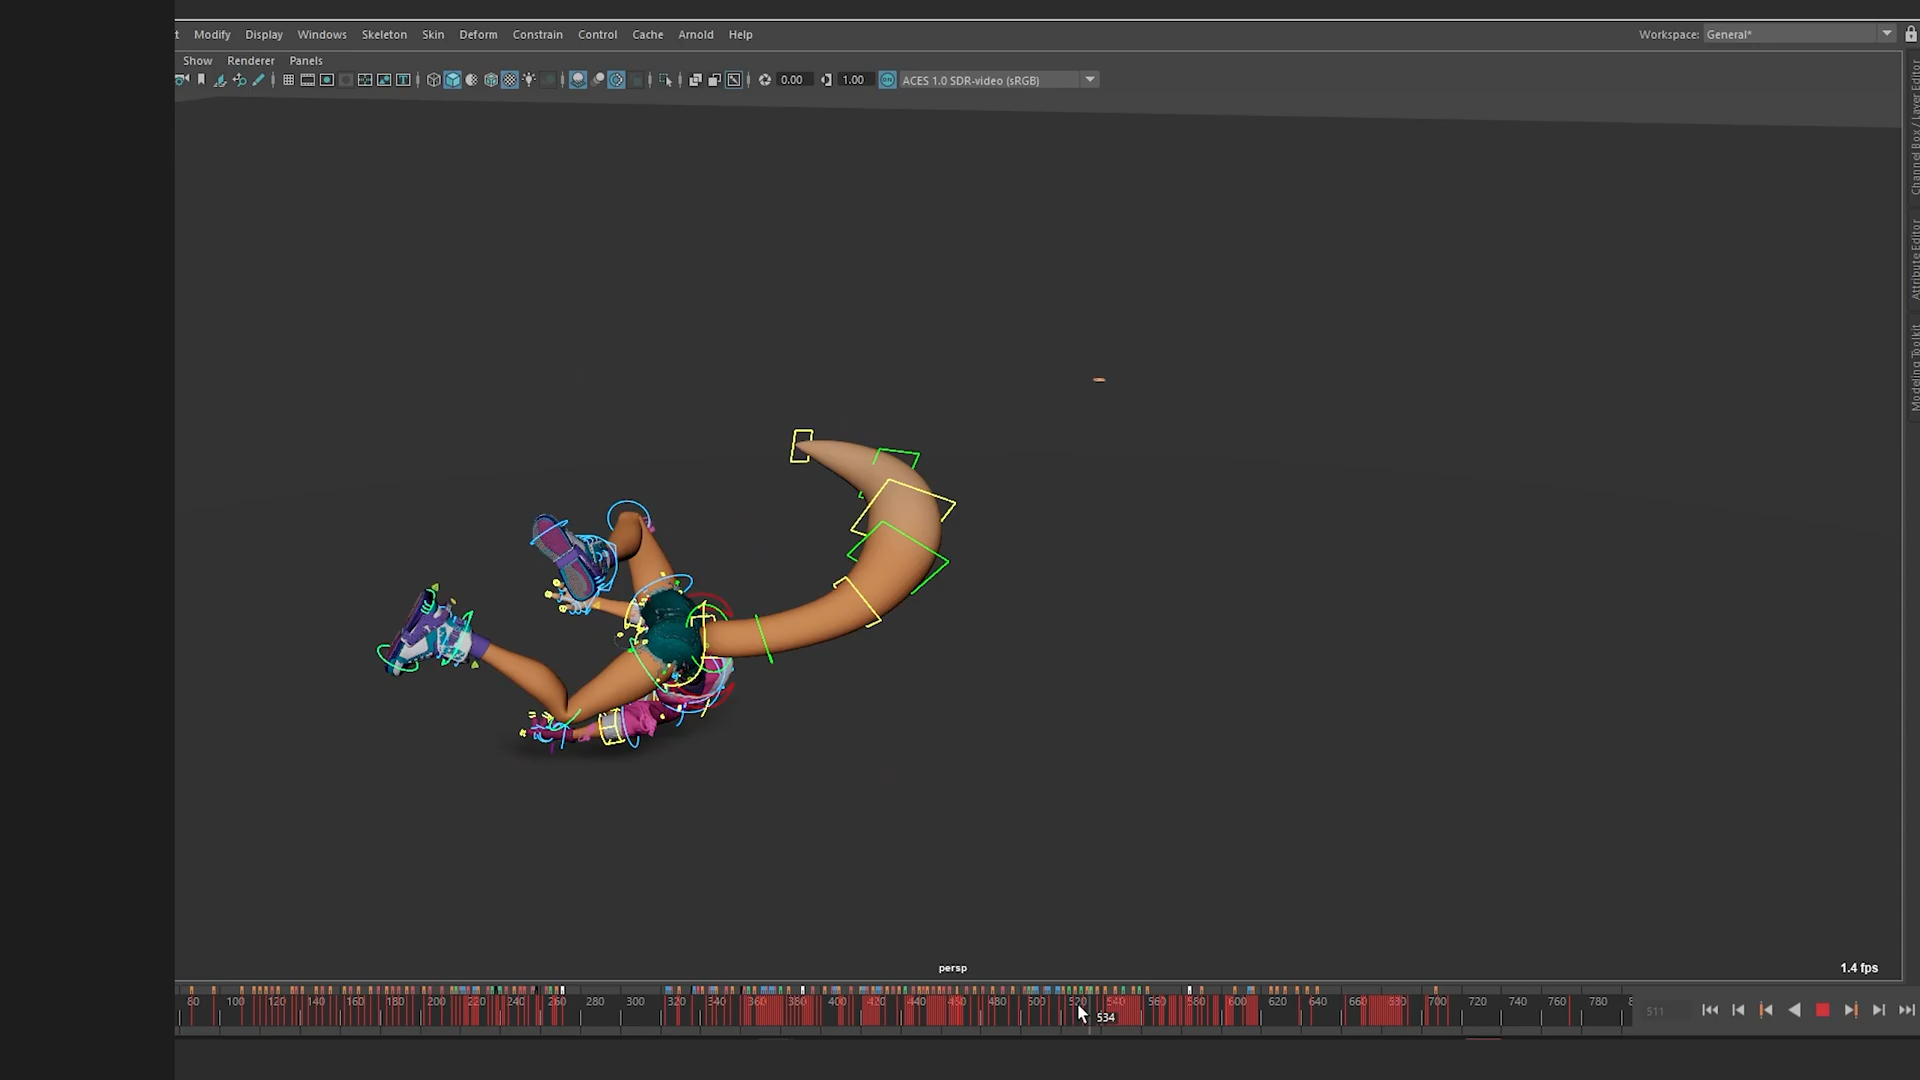 t Modify Display Windows Skeleton Skin Deform Constrain Control Cache Arnold Help
Workspace: General*
Show Renderer Panels
0.00 1.00 ON ACES 1.0 SDR-video (sRGB)
Channel Box / Layer Editor
Attribute Editor
Modeling Toolkit
persp
1.4 fps
80 100 120 140 160 180 200 220 240 260 280 300 320 340 360 380 400 420 440 460 480 500 520 540 560 580 600 620 640 660 680 700 720 740 760 780 8
534
511